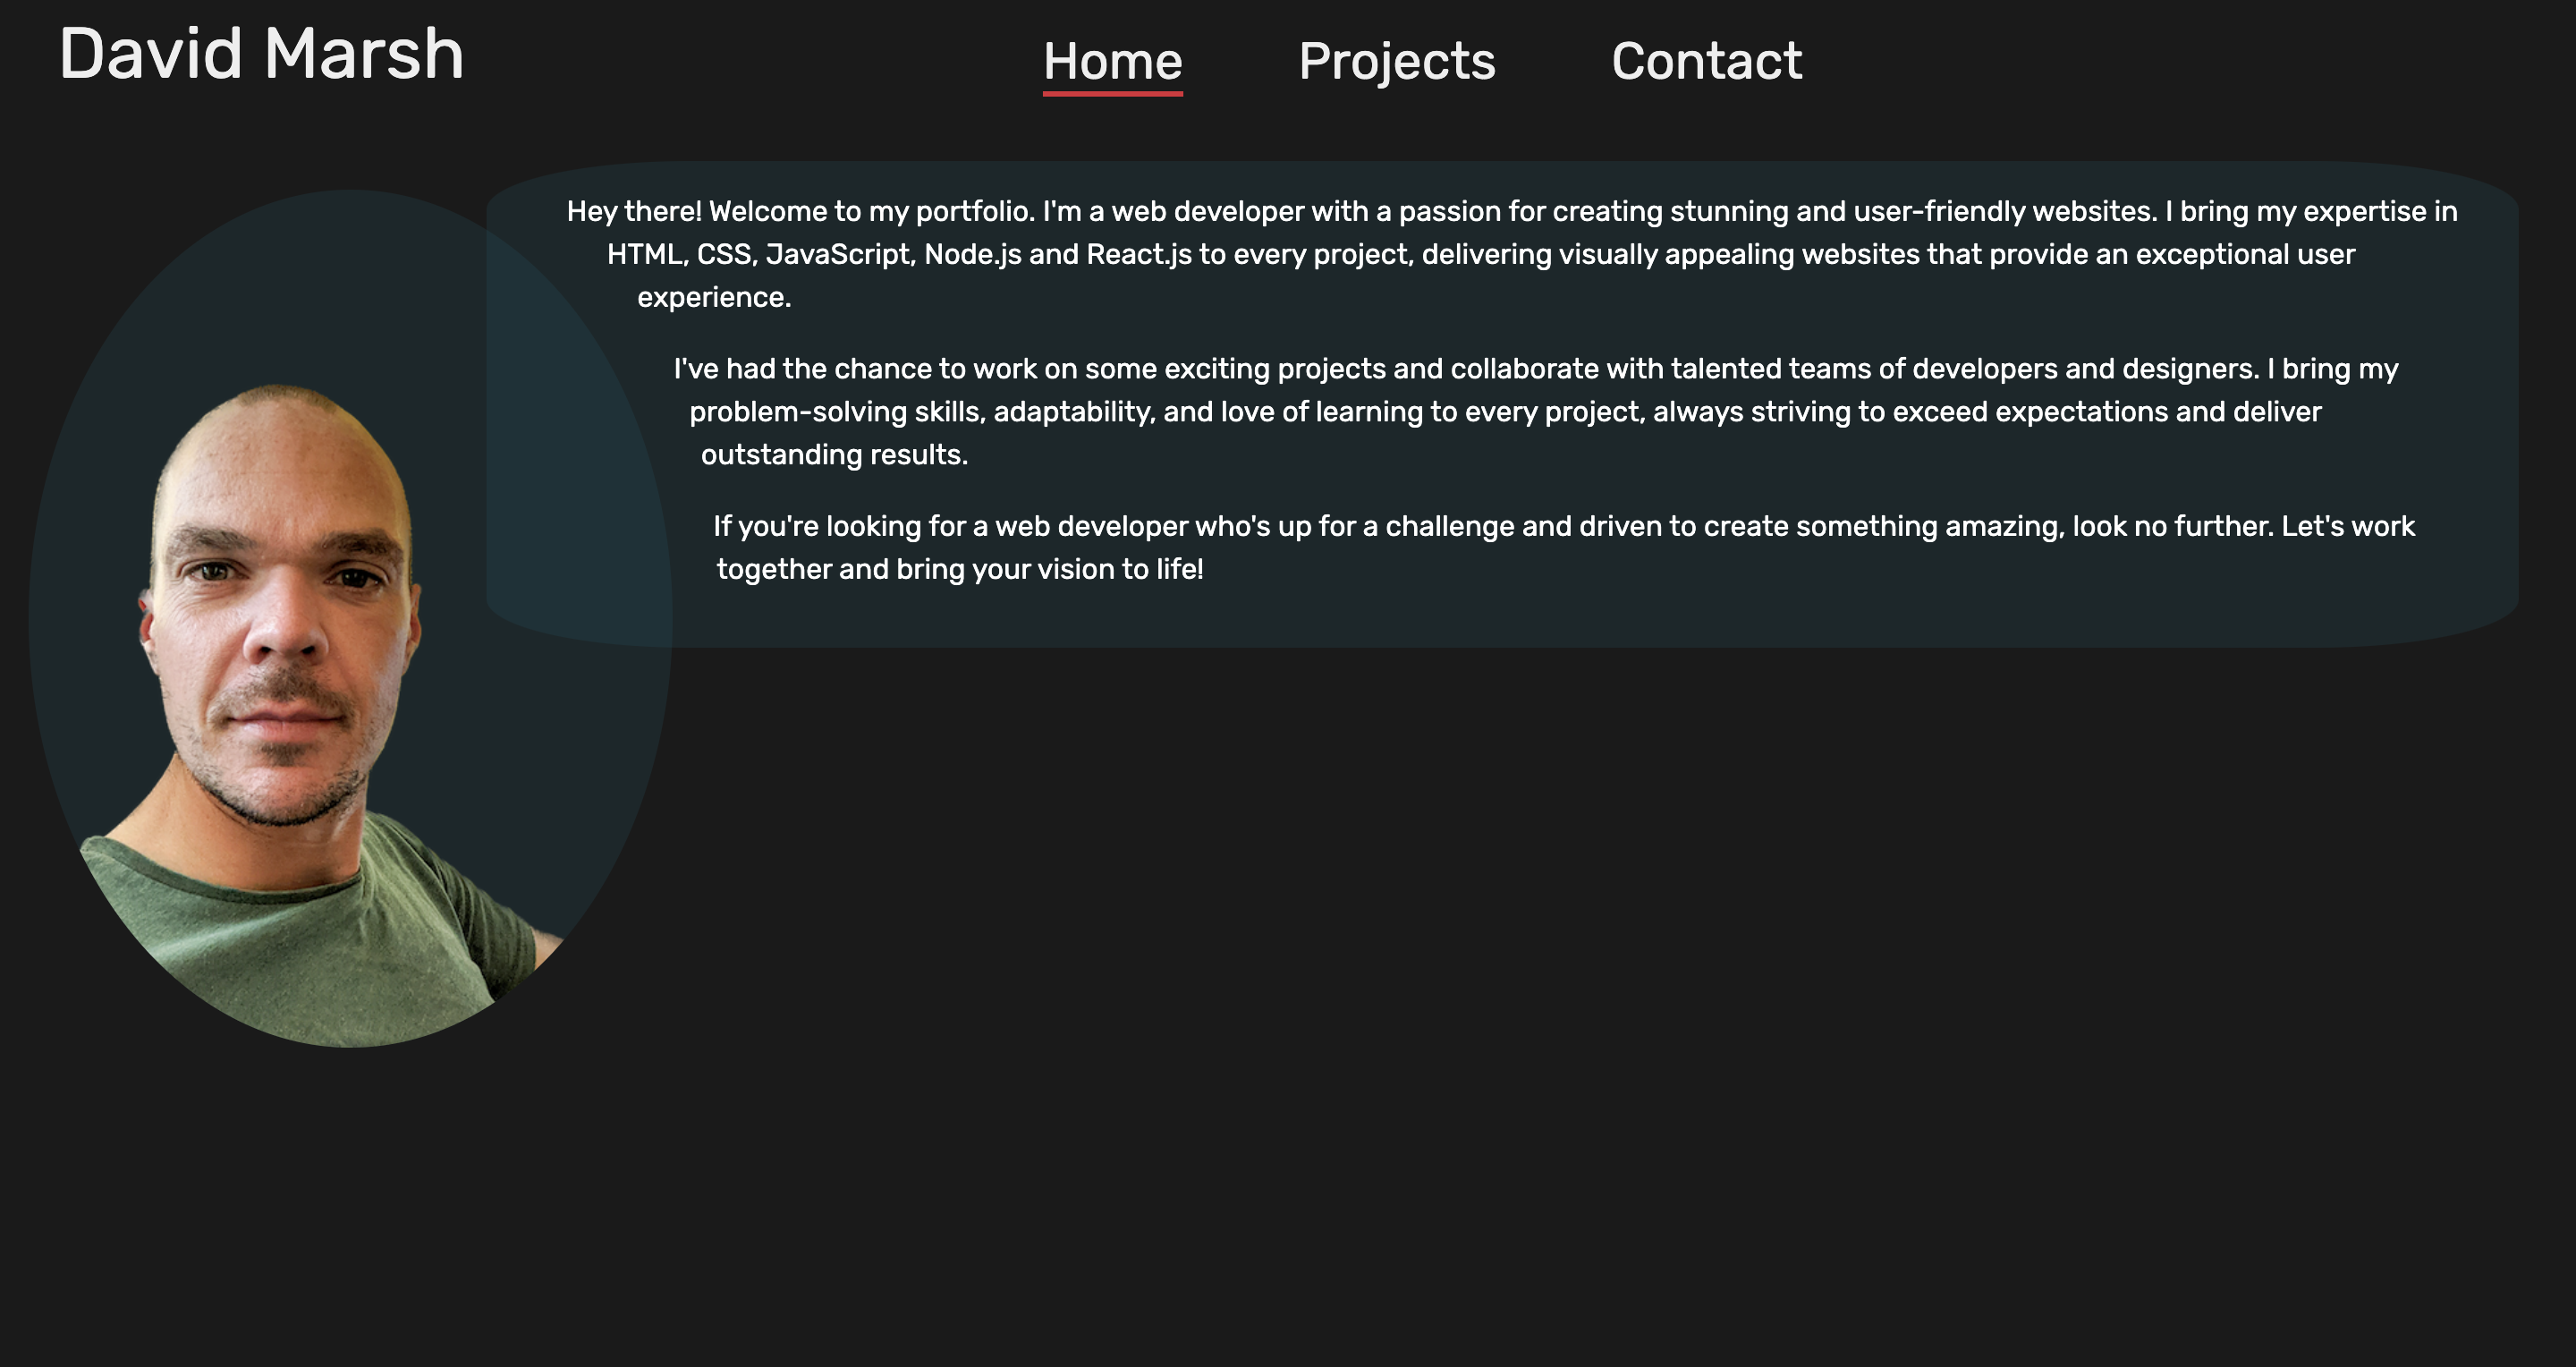 David Marsh
Home
Projects
Contact
Hey there! Welcome to my portfolio. I'm a web developer with a passion for creating stunning and user-friendly websites. I bring my expertise in
HTML, CSS, JavaScript, Node.js and React.js to every project, delivering visually appealing websites that provide an exceptional user
experience.
I've had the chance to work on some exciting projects and collaborate with talented teams of developers and designers. I bring my
problem-solving skills, adaptability, and love of learning to every project, always striving to exceed expectations and deliver
outstanding results.
If you're looking for a web developer who's up for a challenge and driven to create something amazing, look no further. Let's work
together and bring your vision to life!